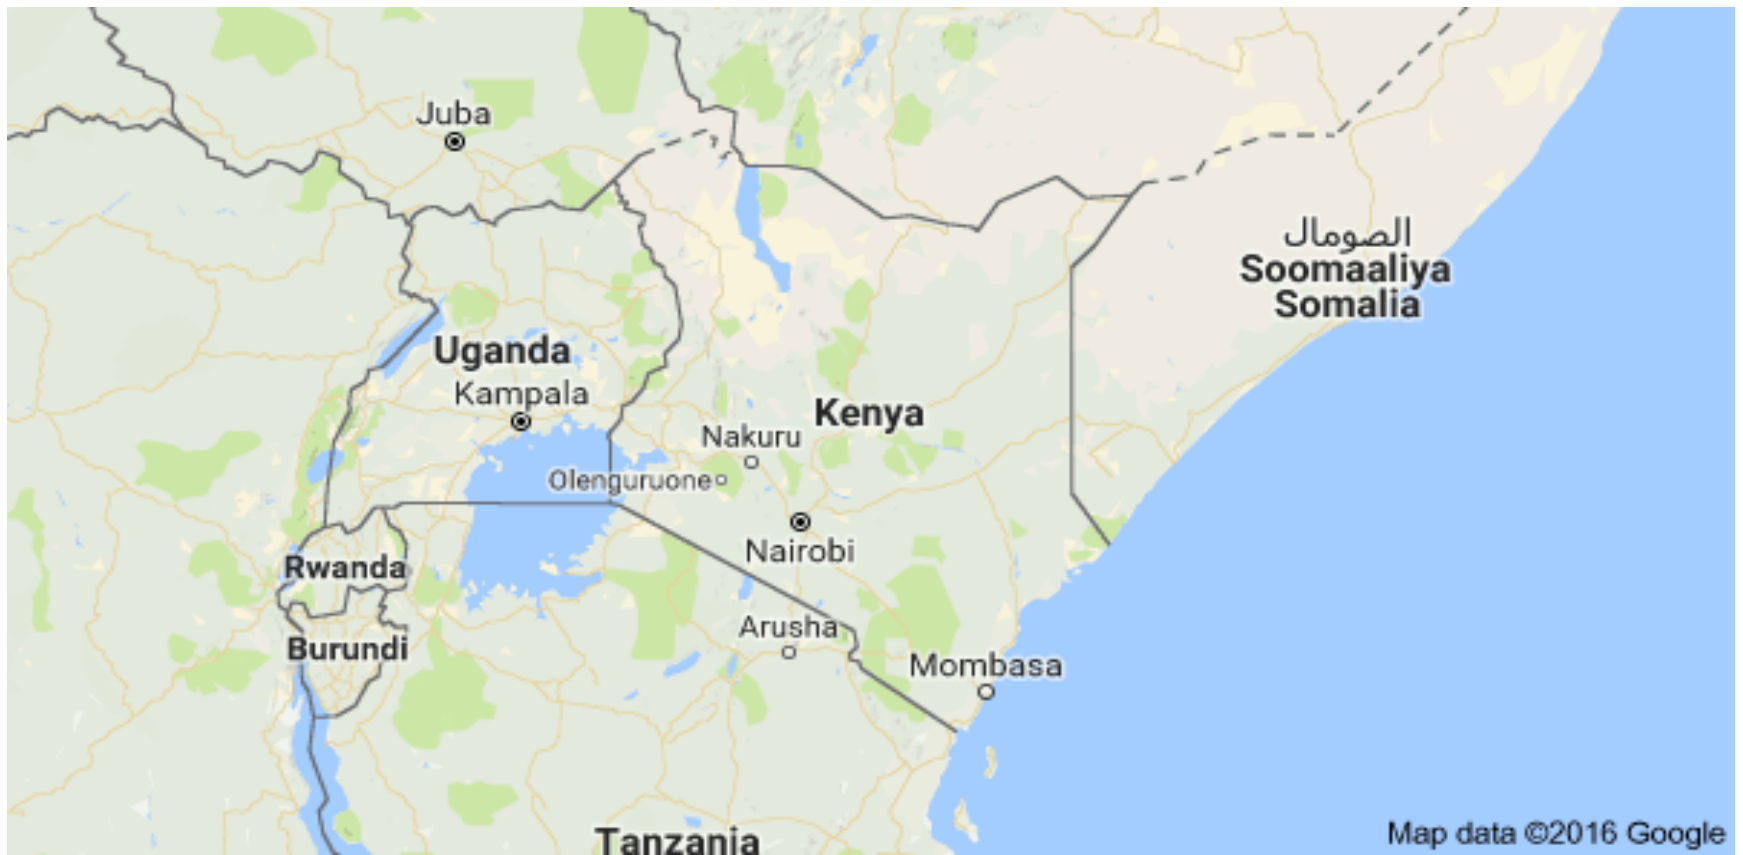 Juba
الصومال
Soomaaliya
Somalia
Uganda
Kampala
Kenya
Nakuru
Olenguruone
Nairobi
Rwanda
Arusha
Burundi
Mombasa
Tanzania
Map data ©2016 Google